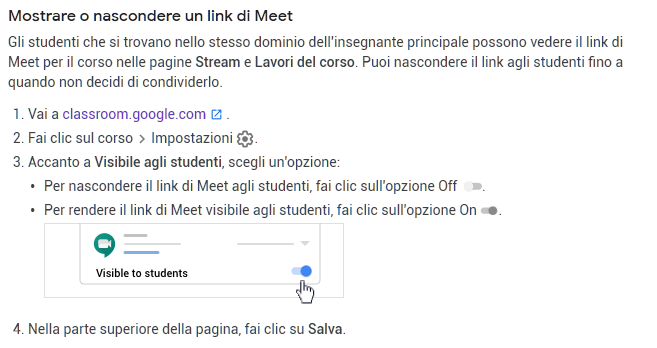 Mostrare o nascondere un link di Meet
Gli studenti che si trovano nello stesso dominio dell'insegnante principale possono vedere il link di
Meet per il corso nelle pagine Stream e Lavori del corso. Puoi nascondere il link agli studenti fino a
quando non decidi di condividerlo.
1. Vai a classroom.google.com .
2. Fai clic sul corso > Impostazioni .
3. Accanto a Visibile agli studenti, scegli un'opzione:
• Per nascondere il link di Meet agli studenti, fai clic sull'opzione Off .
• Per rendere il link di Meet visibile agli studenti, fai clic sull'opzione On .
Visible to students
4. Nella parte superiore della pagina, fai clic su Salva.